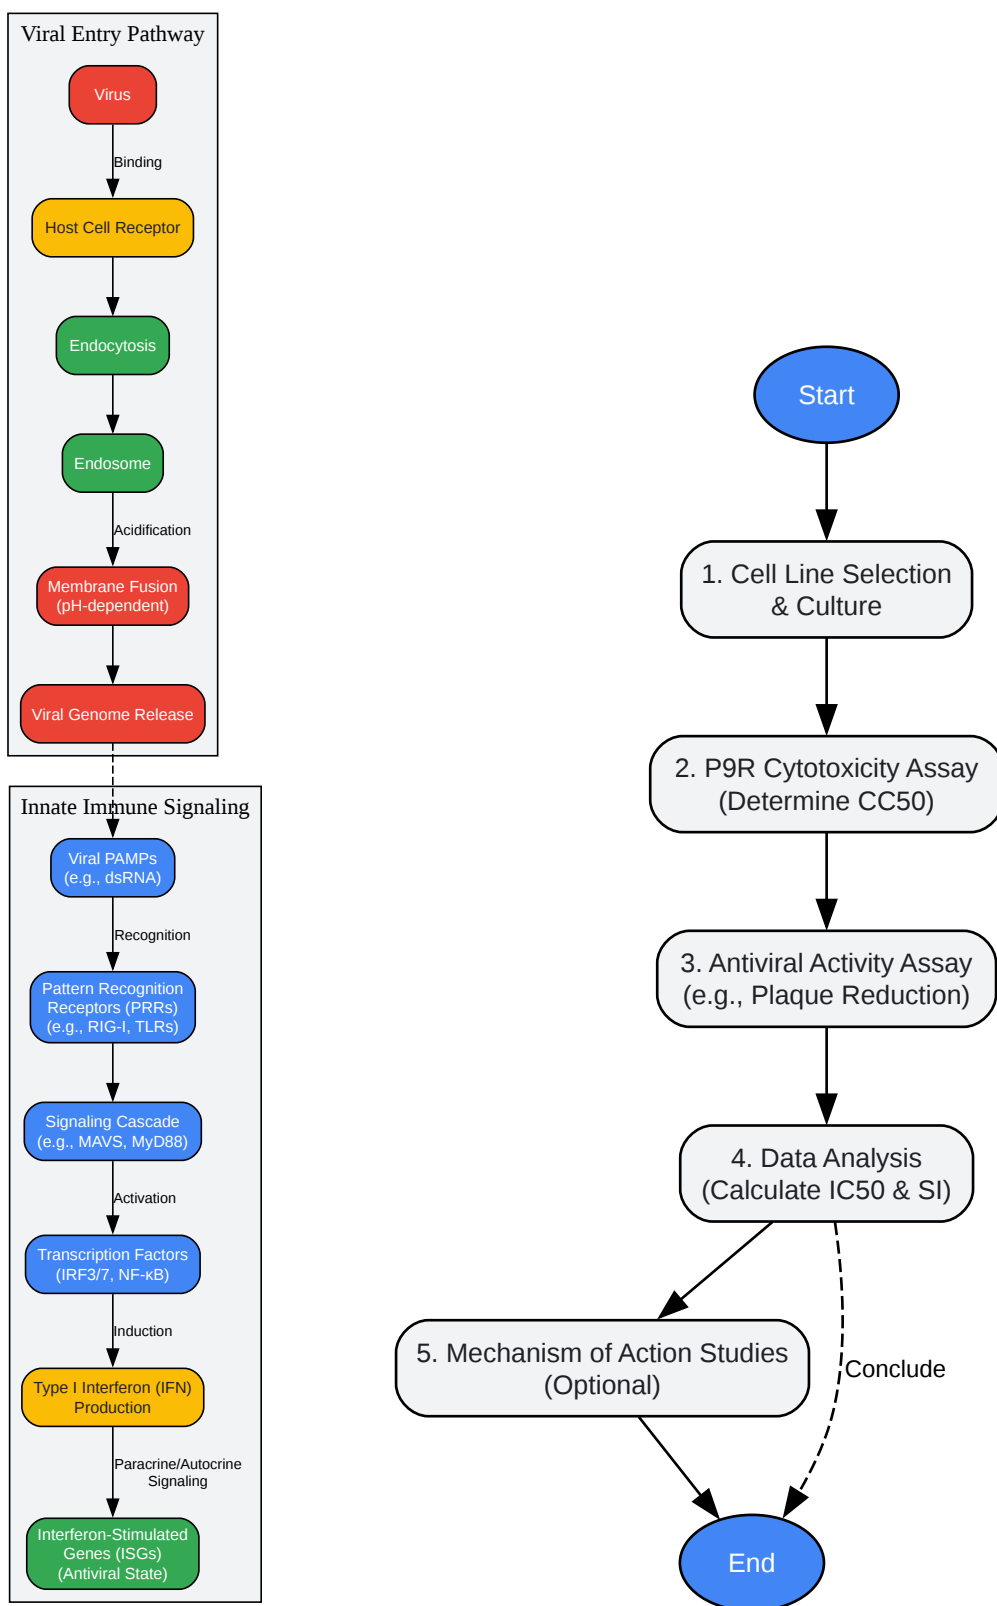 Viral Entry Pathway
Virus
Binding
Host Cell Receptor
Endocytosis
Endosome
Acidification
Membrane Fusion
(pH-dependent)
Viral Genome Release
Innate Immune Signaling
Viral PAMPs
(e.g., dsRNA)
Recognition
Pattern Recognition
Receptors (PRRs)
(e.g., RIG-I, TLRs)
Signaling Cascade
(e.g., MAVS, MyD88)
Activation
Transcription Factors
(IRF3/7, NF-κB)
Induction
Type I Interferon (IFN)
Production
Paracrine/Autocrine
Signaling
Interferon-Stimulated
Genes (ISGs)
(Antiviral State)
Start
1. Cell Line Selection
& Culture
2. P9R Cytotoxicity Assay
(Determine CC50)
3. Antiviral Activity Assay
(e.g., Plaque Reduction)
4. Data Analysis
(Calculate IC50 & SI)
5. Mechanism of Action Studies
(Optional)
Conclude
End